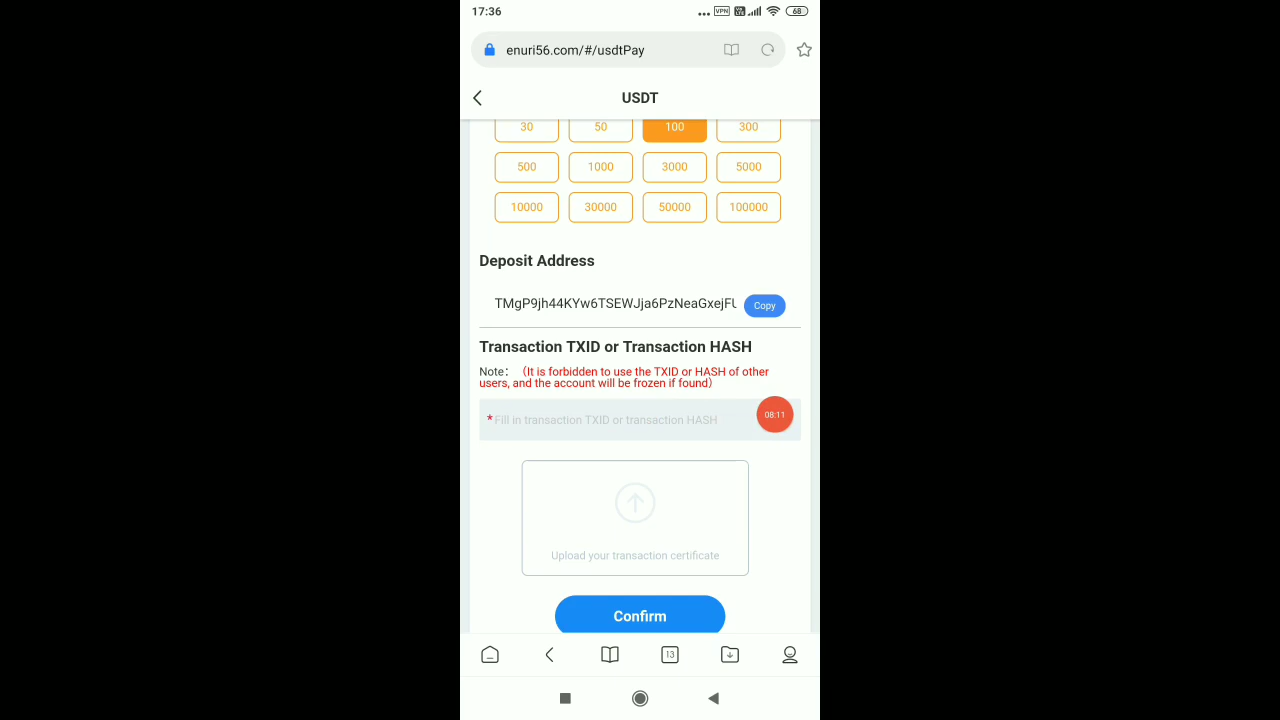 17:36
VPN
68
enuri56.com/#/usdtPay
USDT
30 50 100 300
500 1000 3000 5000
10000 30000 50000 100000
Deposit Address
TMgP9jh44KYw6TSEWJja6PzNeaGxejFU Copy
Transaction TXID or Transaction HASH
Note： （It is forbidden to use the TXID or HASH of other
users, and the account will be frozen if found）
*Fill in transaction TXID or transaction HASH
08:11
Upload your transaction certificate
Confirm
13